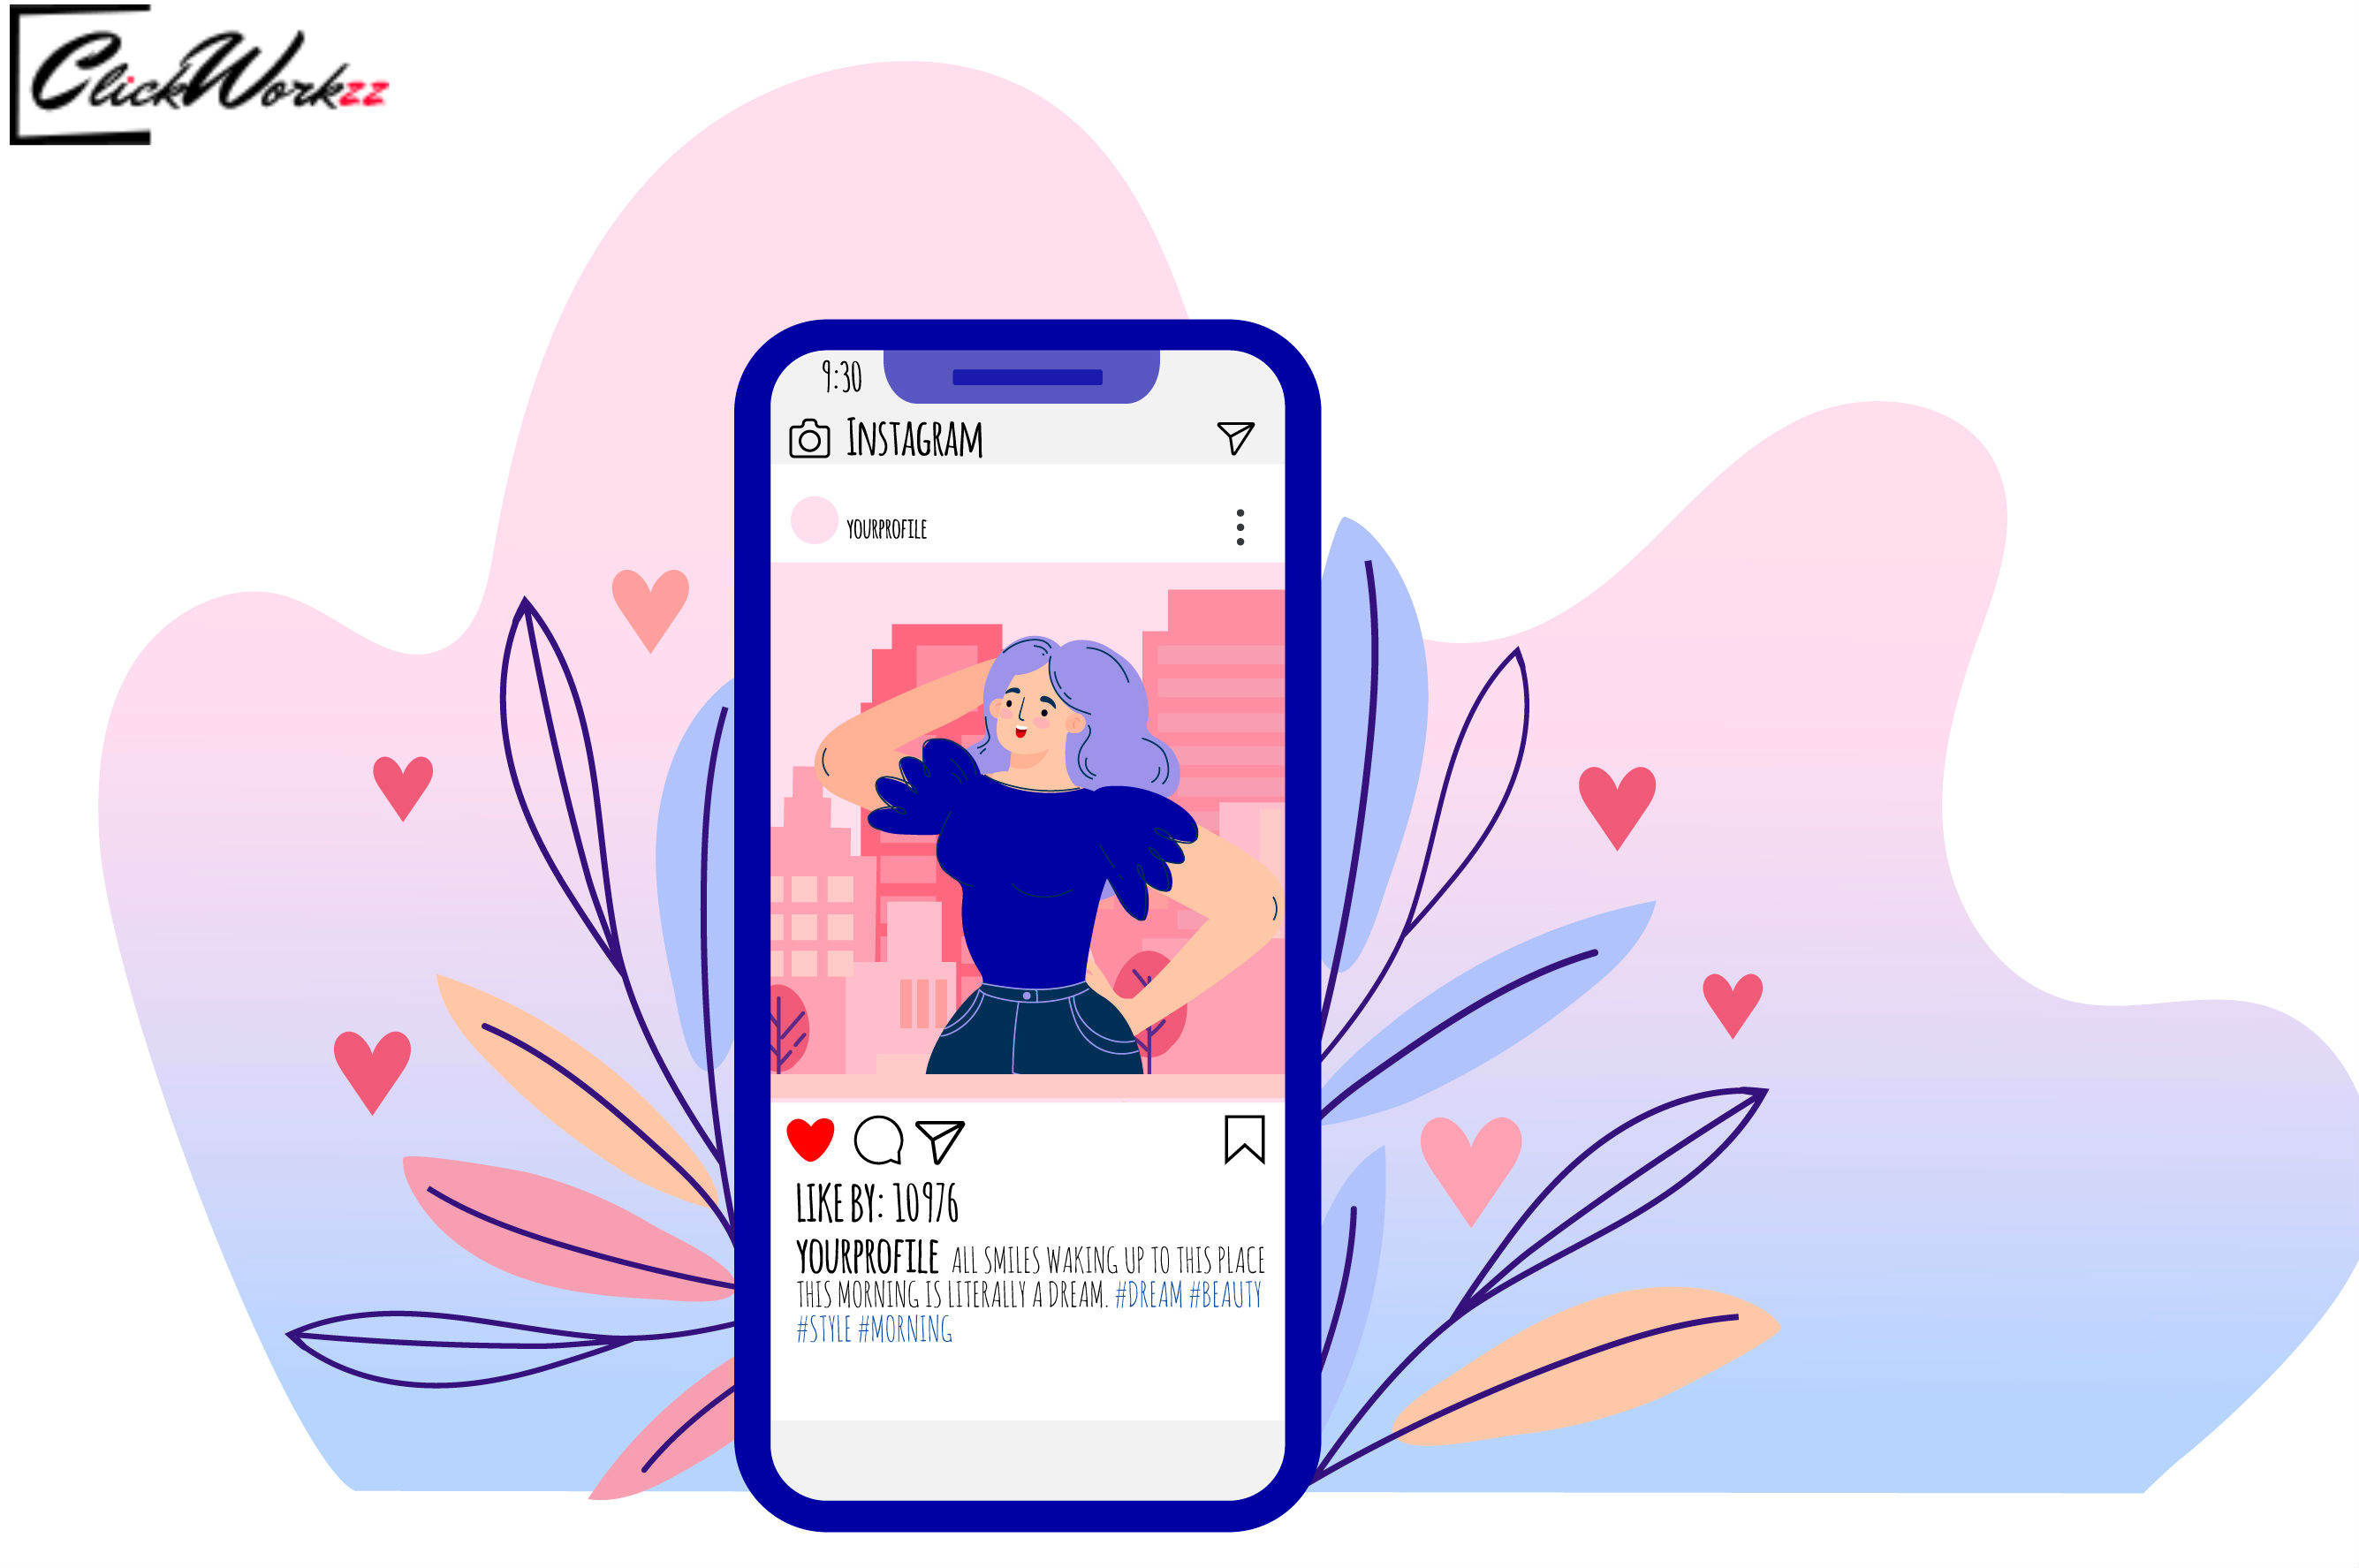 ClickWorkzz
9:30
INSTAGRAM
YOURPROFILE
LIKE BY: 10976
YOURPROFILE ALL SMILES WAKING UP TO THIS PLACE
THIS MORNING IS LITERALLY A DREAM. #DREAM #BEAUTY
#STYLE #MORNING